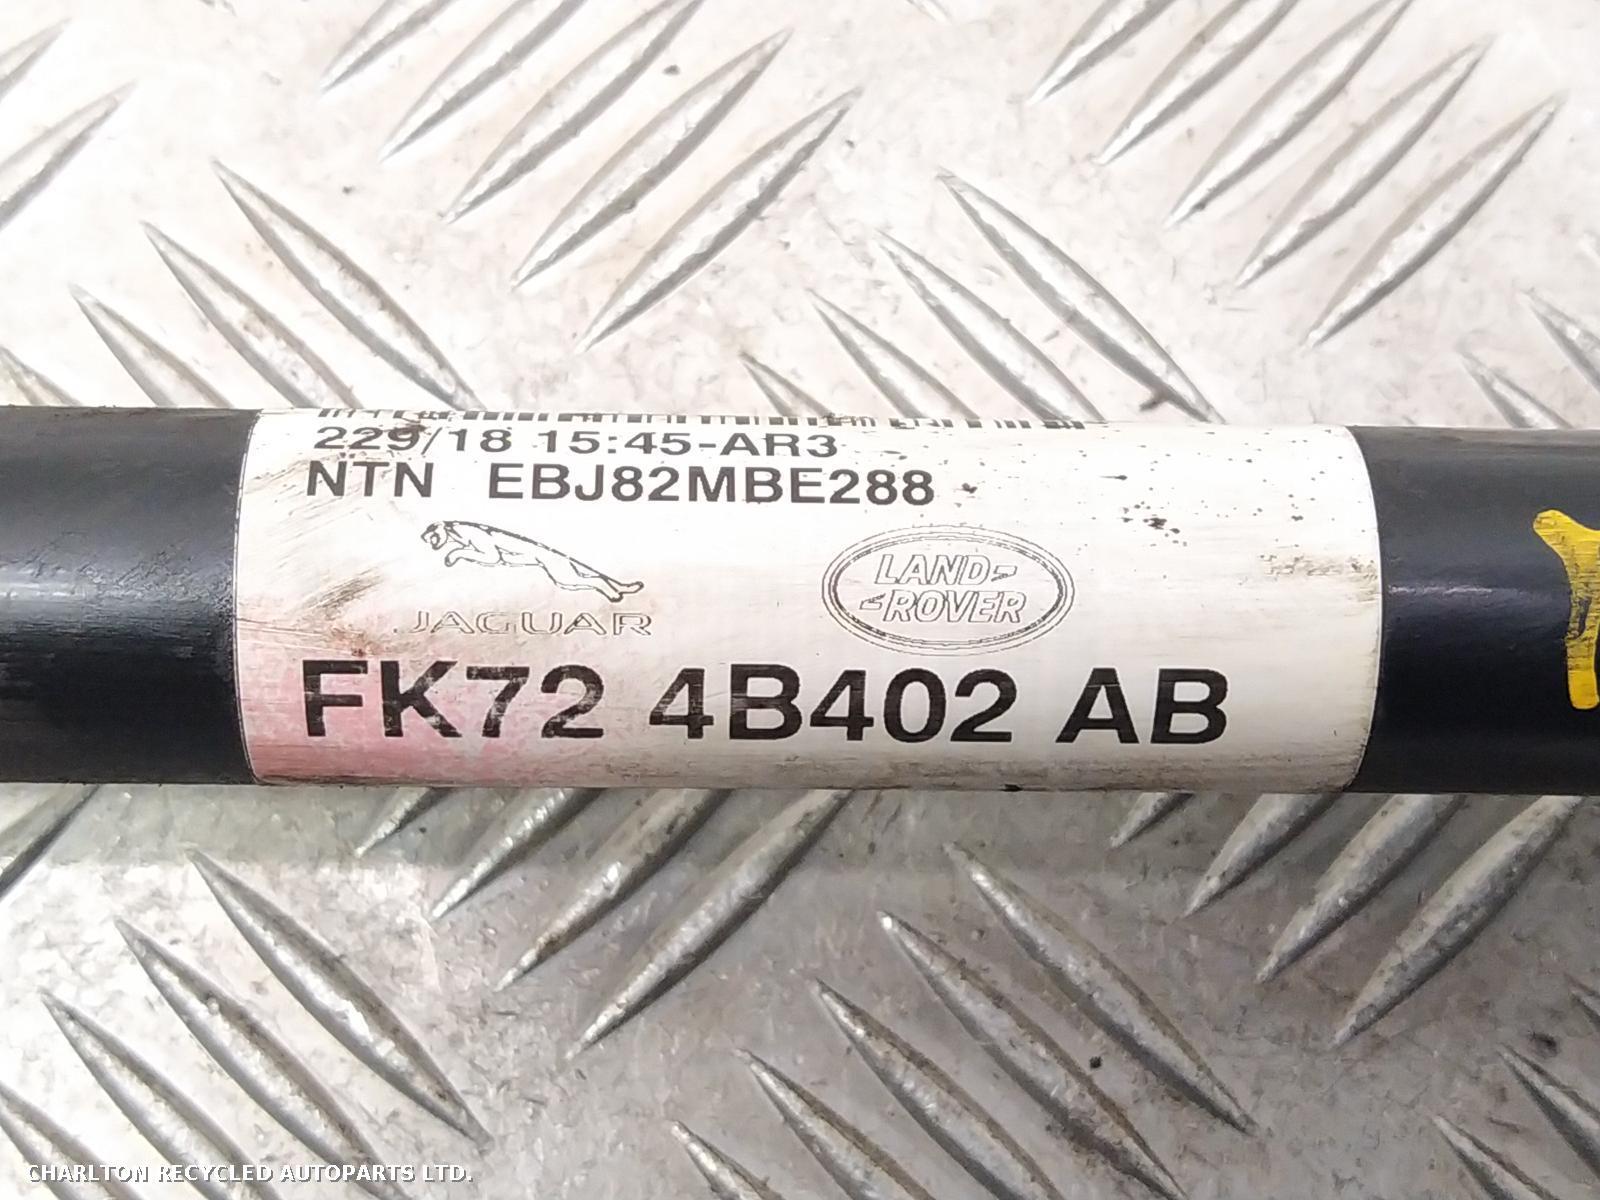 229/18 15:45-AR3
NTN EBJ82MBE288
JAGUAR
LAND-
-ROVER
FK72 4B402 AB
CHARLTON RECYCLED AUTOPARTS LTD.